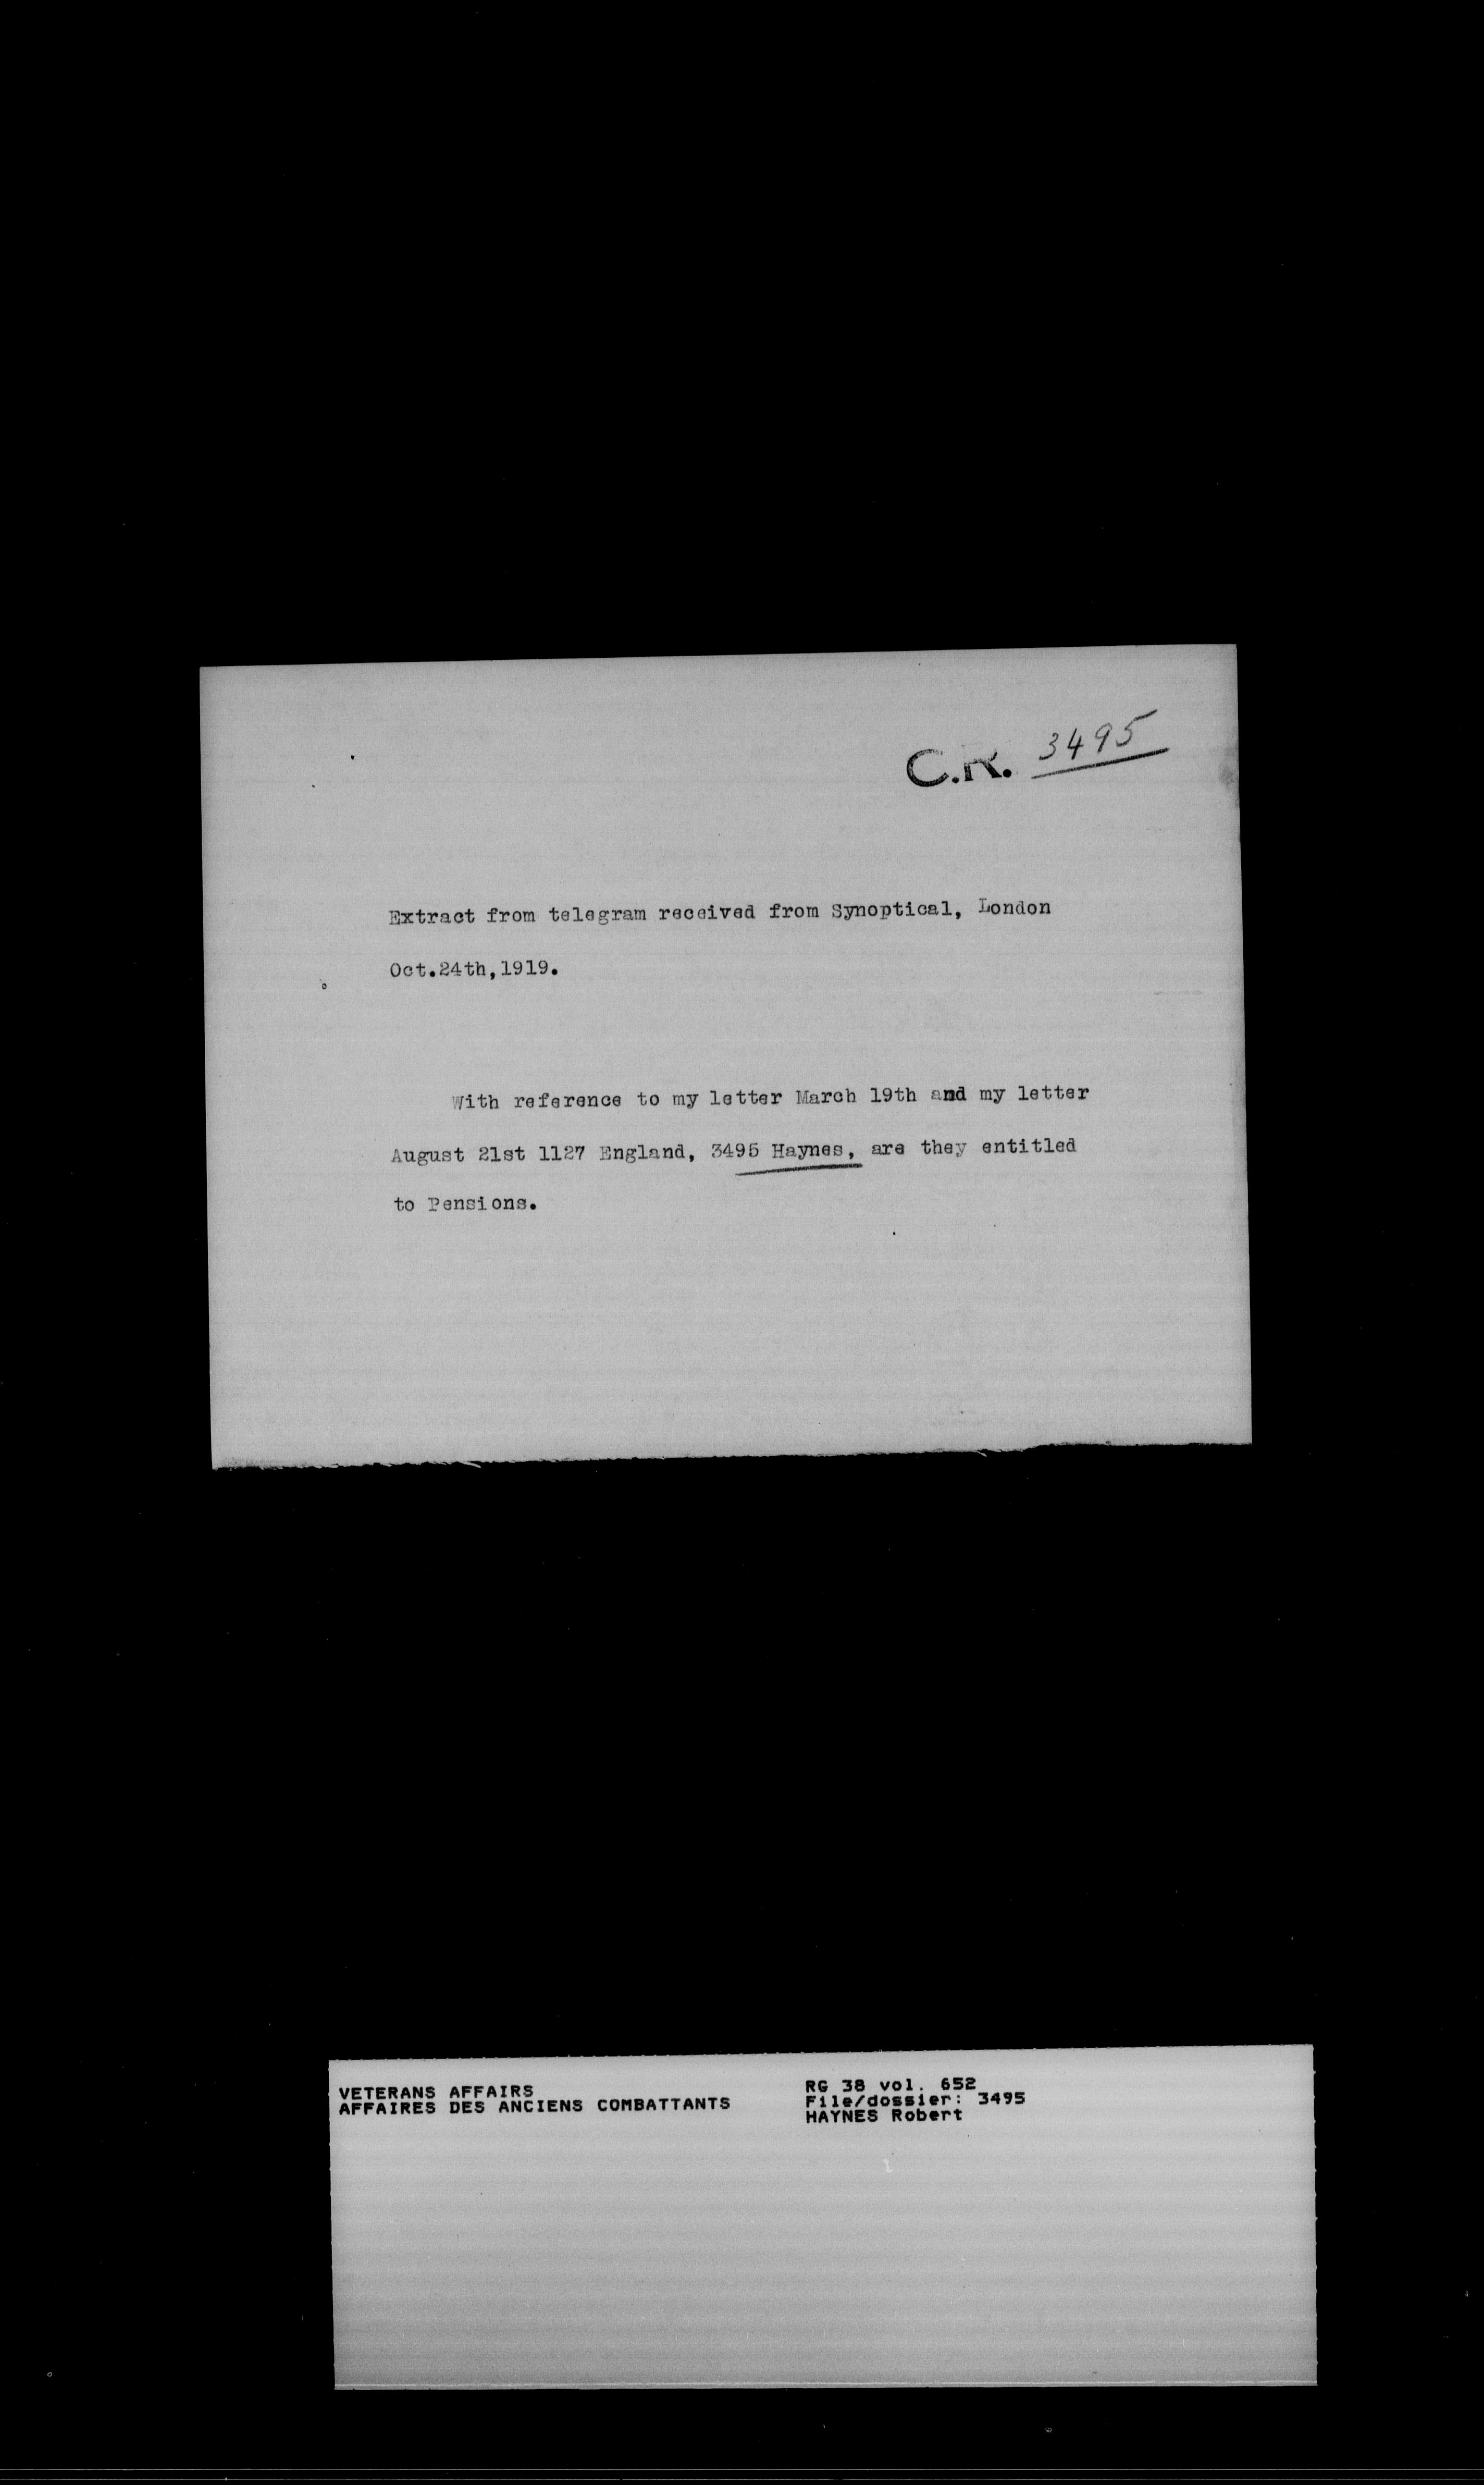 C.R. 3495
Extract from telegram received from Synoptical, London
Oct.24th,1919.
With reference to my letter March 19th and my letter
August 21st 1127 England, 3495 Haynes, are they entitled
to Pensions.
VETERANS AFFAIRS
AFFAIRES DES ANCIENS COMBATTANTS
RG 38 vol. 652
File/dossier: 3495
HAYNES Robert